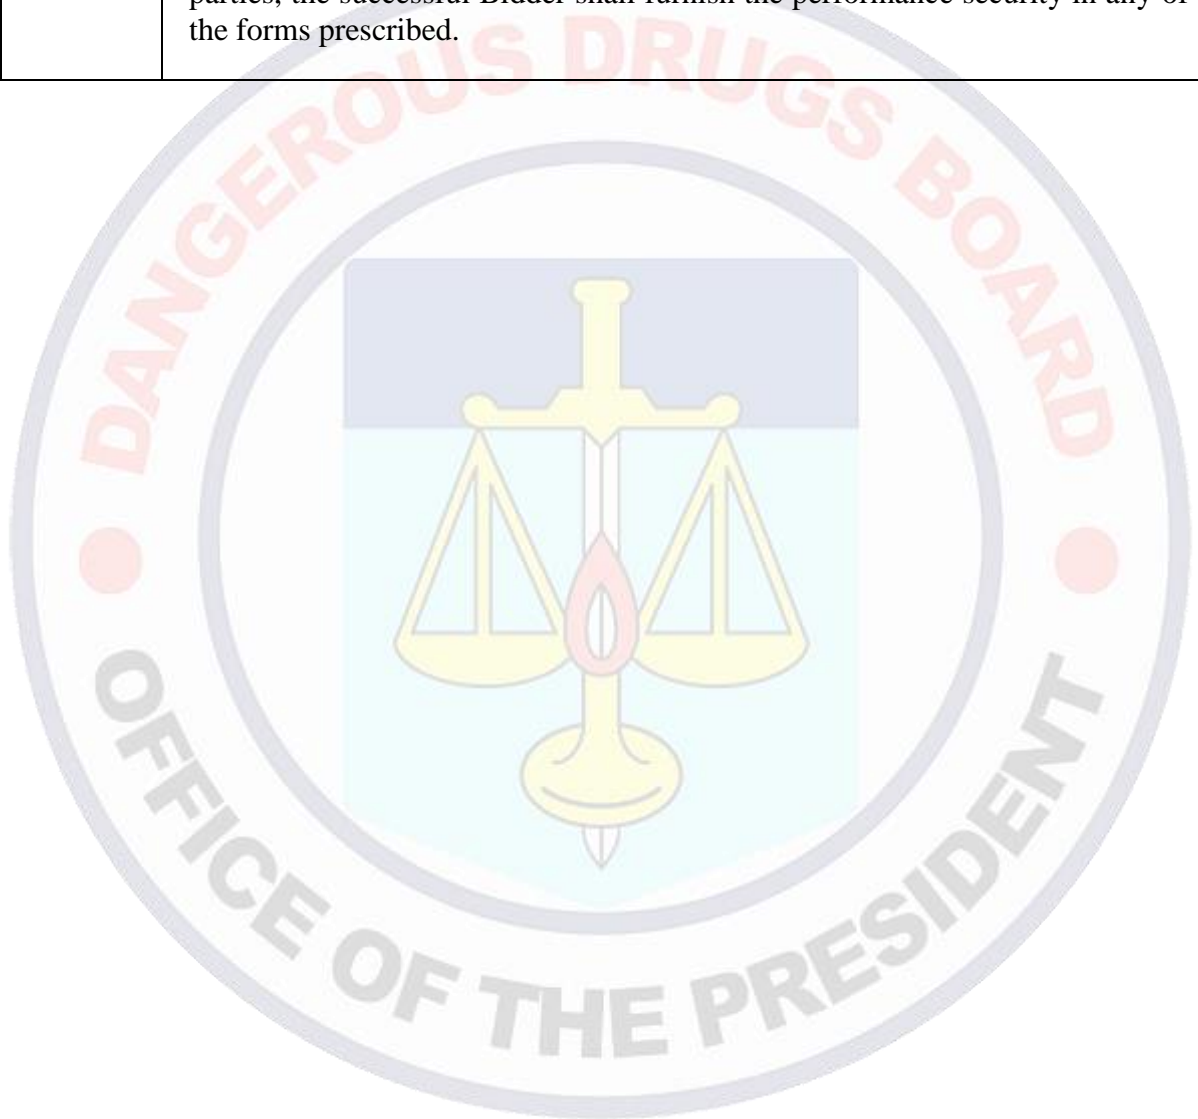 parties, the successful Bidder shall furnish the performance security in any of
the forms prescribed.
DANGEROUS DRUGS BOARD
OFFICE OF THE PRESIDENT